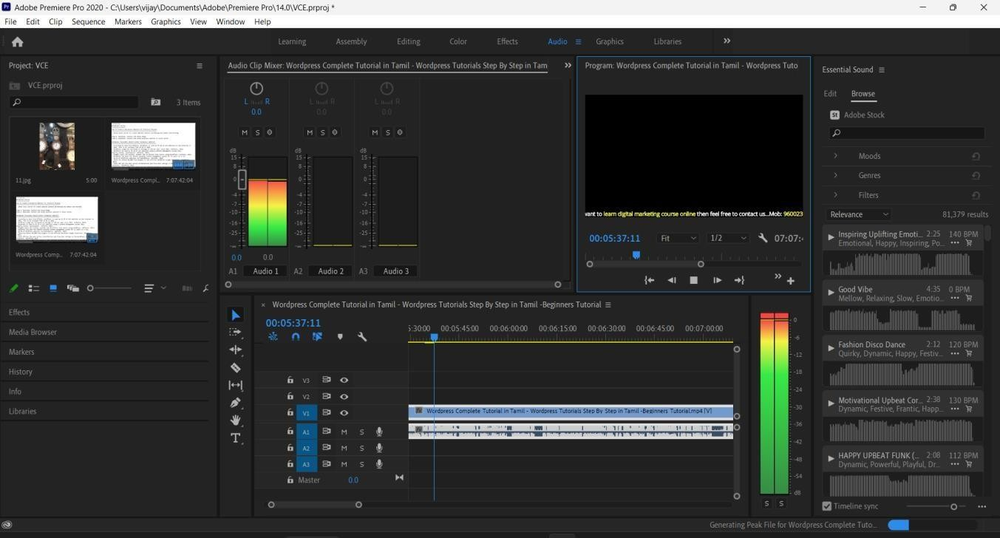 Adobe Premiere Pro 2020 - C:\Users\vijay\Documents\Adobe\Premiere Pro\14.0\VCE.prproj *
File Edit Clip Sequence Markers Graphics View Window Help
Learning Assembly Editing Color Effects Audio Graphics Libraries
Project: VCE
VCE.prproj
3 Items
11.jpg 5:00
Wordpress Compl... 7:07:42:04
Wordpress Comp... 7:07:42:04
Effects
Media Browser
Markers
History
Info
Libraries
Audio Clip Mixer: Wordpress Complete Tutorial in Tamil - Wordpress Tutorials Step By Step in Tam
L R L R L R
0.0 0.0 0.0
M S M S M S
dB dB dB
15 15 15
8 8 8
0 0 0
-4 -4 -4
-7 -7 -7
-10 -10 -10
-16 -16 -16
-25 -25 -25
0.0 0.0
A1 Audio 1 A2 Audio 2 A3 Audio 3
Program: Wordpress Complete Tutorial in Tamil - Wordpress Tuto
want to learn digital marketing course online then feel free to contact us...Mob: 960023
00:05:37:11 Fit 1/2 07:07:
Wordpress Complete Tutorial in Tamil - Wordpress Tutorials Step By Step in Tamil -Beginners Tutorial
00:05:37:11
5:30:00 00:05:45:00 00:06:00:00 00:06:15:00 00:06:30:00 00:06:45:00 00:07:00:00
V3
V2
V1 Wordpress Complete Tutorial in Tamil - Wordpress Tutorials Step By Step in Tamil -Beginners Tutorial.mp4 [V]
A1 M S
A2 M S
A3 M S
Master 0.0
0
-6
-12
-18
-24
-30
-36
-42
-48
-54
dB
S S
Essential Sound
Edit Browse
St Adobe Stock
Moods
Genres
Filters
Relevance 81,379 results
Inspiring Uplifting Emoti... 2:25 140 BPM
Emotional, Happy, Inspiring, Po...
Good Vibe 4:35 0 BPM
Mellow, Relaxing, Slow, Emotio...
Fashion Disco Dance 2:12 120 BPM
Quirky, Dynamic, Happy, Festiv...
Motivational Upbeat Cor... 2:38 130 BPM
Dynamic, Festive, Frantic, Happ...
HAPPY UPBEAT FUNK (... 2:08 112 BPM
Dynamic, Powerful, Playful, Dr...
Timeline sync
Generating Peak File for Wordpress Complete Tuto...